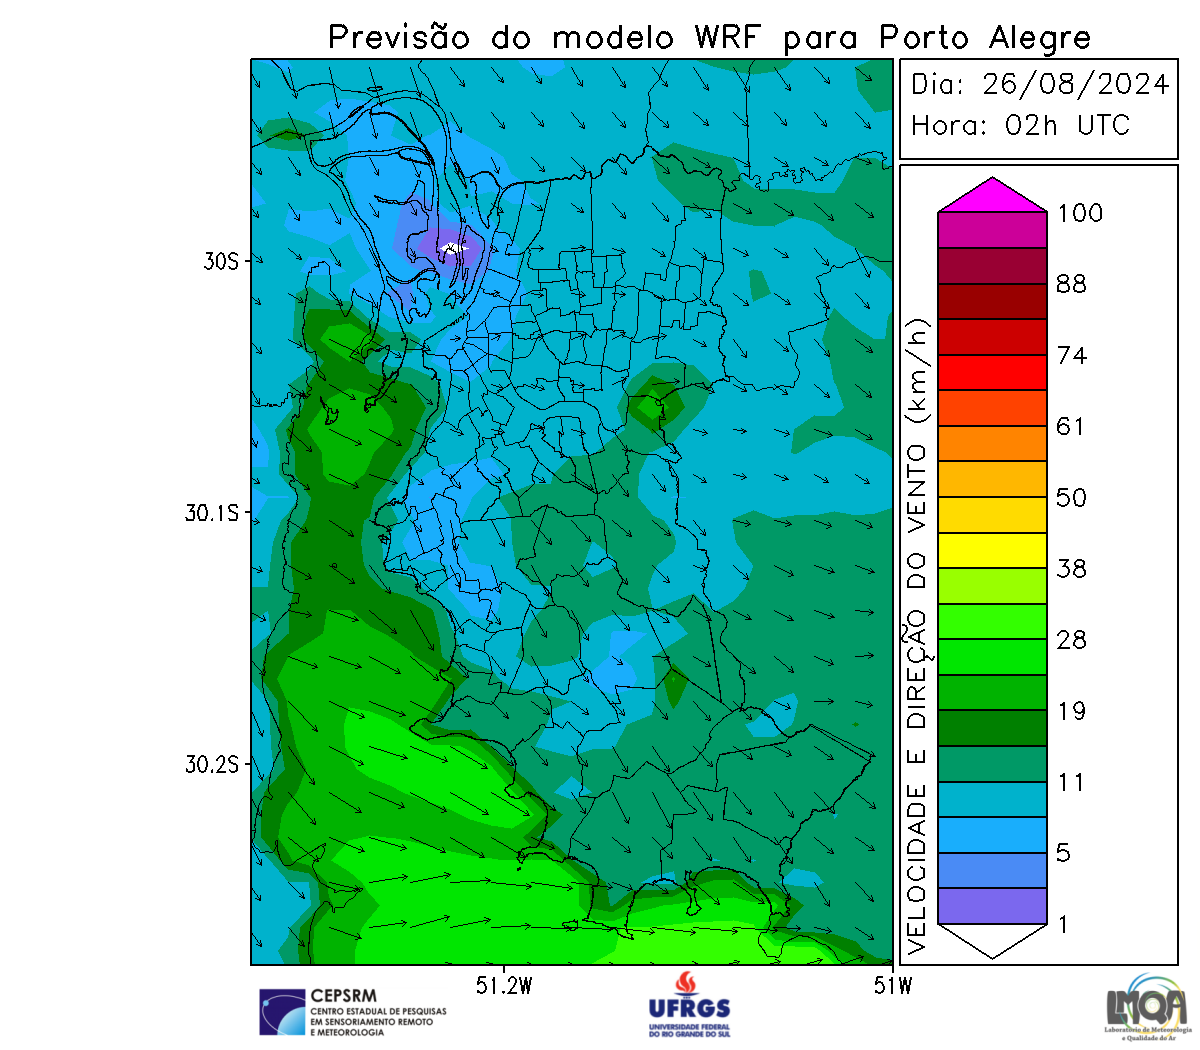 Previsão do modelo WRF para Porto Alegre
Dia: 26/08/2024
Hora: 02h UTC
100
88
74
61
50
38
28
19
11
5
1
VELOCIDADE E DIREÇÃO DO VENTO (km/h)
30S
30.1S
30.2S
51.2W
51W
CEPSRM
CENTRO ESTADUAL DE PESQUISAS
EM SENSORIAMENTO REMOTO
E METEOROLOGIA
UFRGS
UNIVERSIDADE FEDERAL
DO RIO GRANDE DO SUL
LMQA
Laboratório de Meteorologia
e Qualidade do Ar